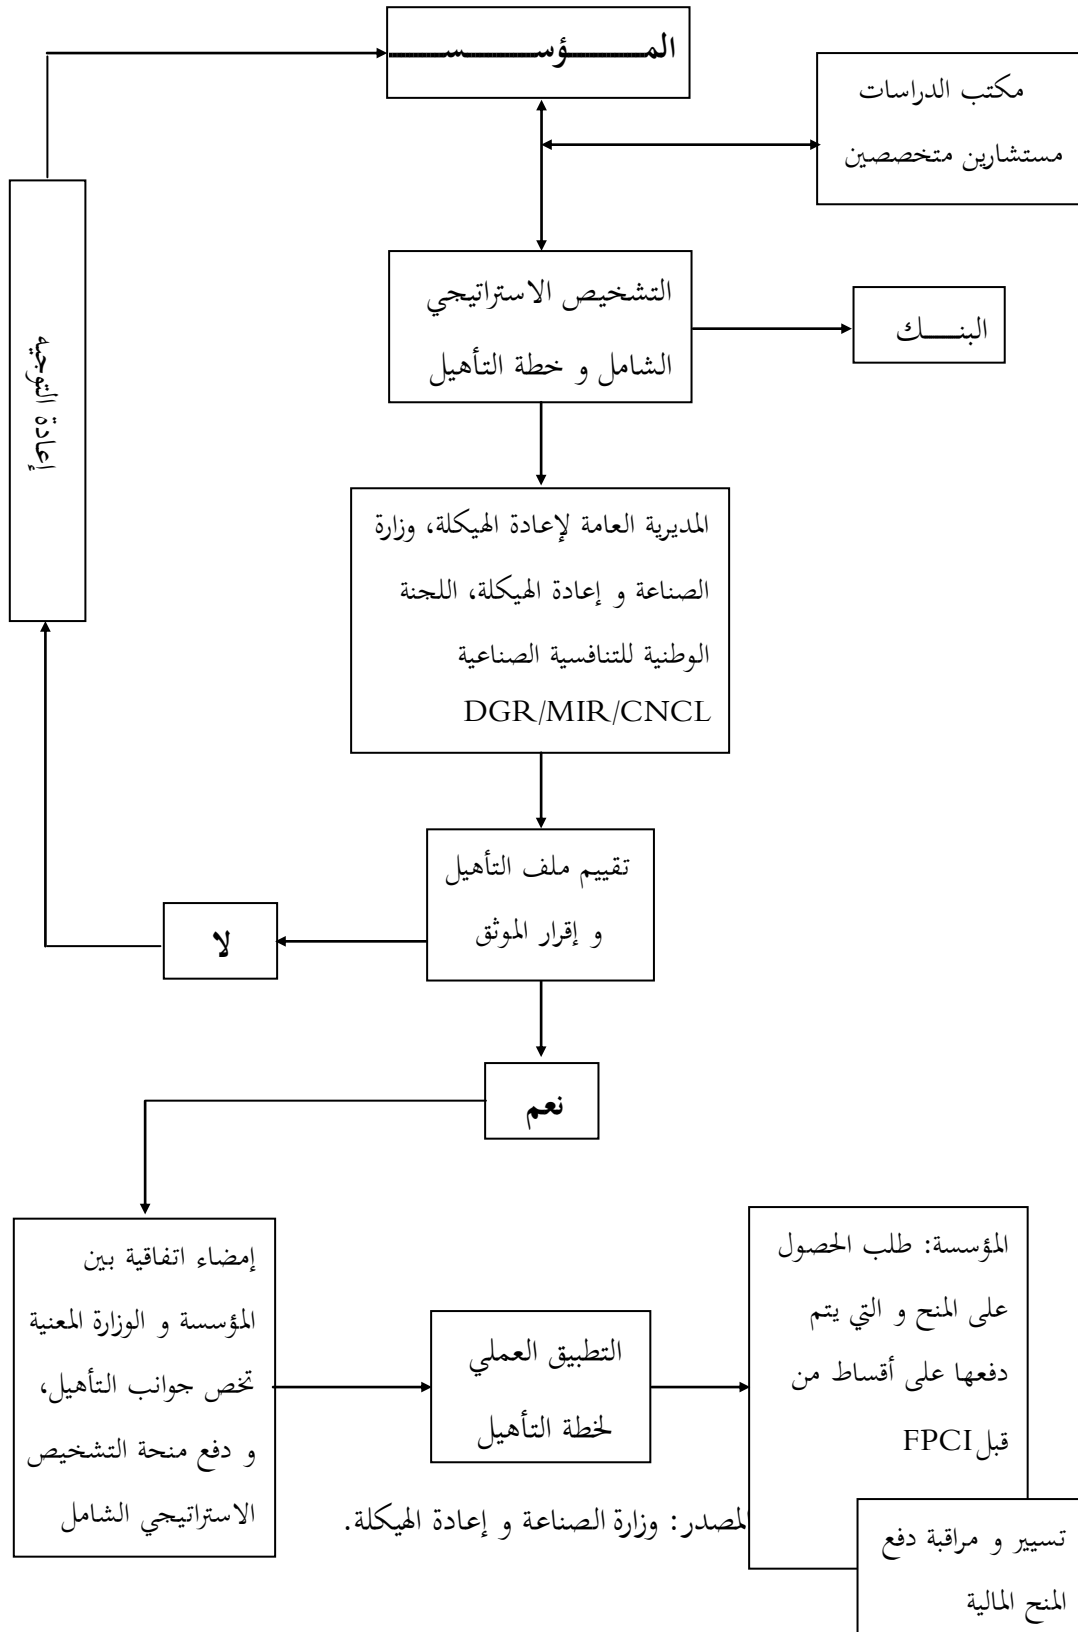 المـــــؤســـــســـــــ
مكتب الدراسات
مستشارين متخصصين
التشخيص الاستراتيجي
الشامل و خطة التأهيل
البنـــك
إعادة التوجيه
المديرية العامة لإعادة الهيكلة، وزارة
الصناعة و إعادة الهيكلة، اللجنة
الوطنية للتنافسية الصناعية
DGR/MIR/CNCL
تقييم ملف التأهيل
و إقرار الموثق
لا
نعم
إمضاء اتفاقية بين
المؤسسة و الوزارة المعنية
تخص جوانب التأهيل،
و دفع منحة التشخيص
الاستراتيجي الشامل
التطبيق العملي
لخطة التأهيل
المؤسسة: طلب الحصول
على المنح و التي يتم
دفعها على أقساط من
قبل FPCI
تسيير و مراقبة دفع
المنح المالية
المصدر: وزارة الصناعة و إعادة الهيكلة.